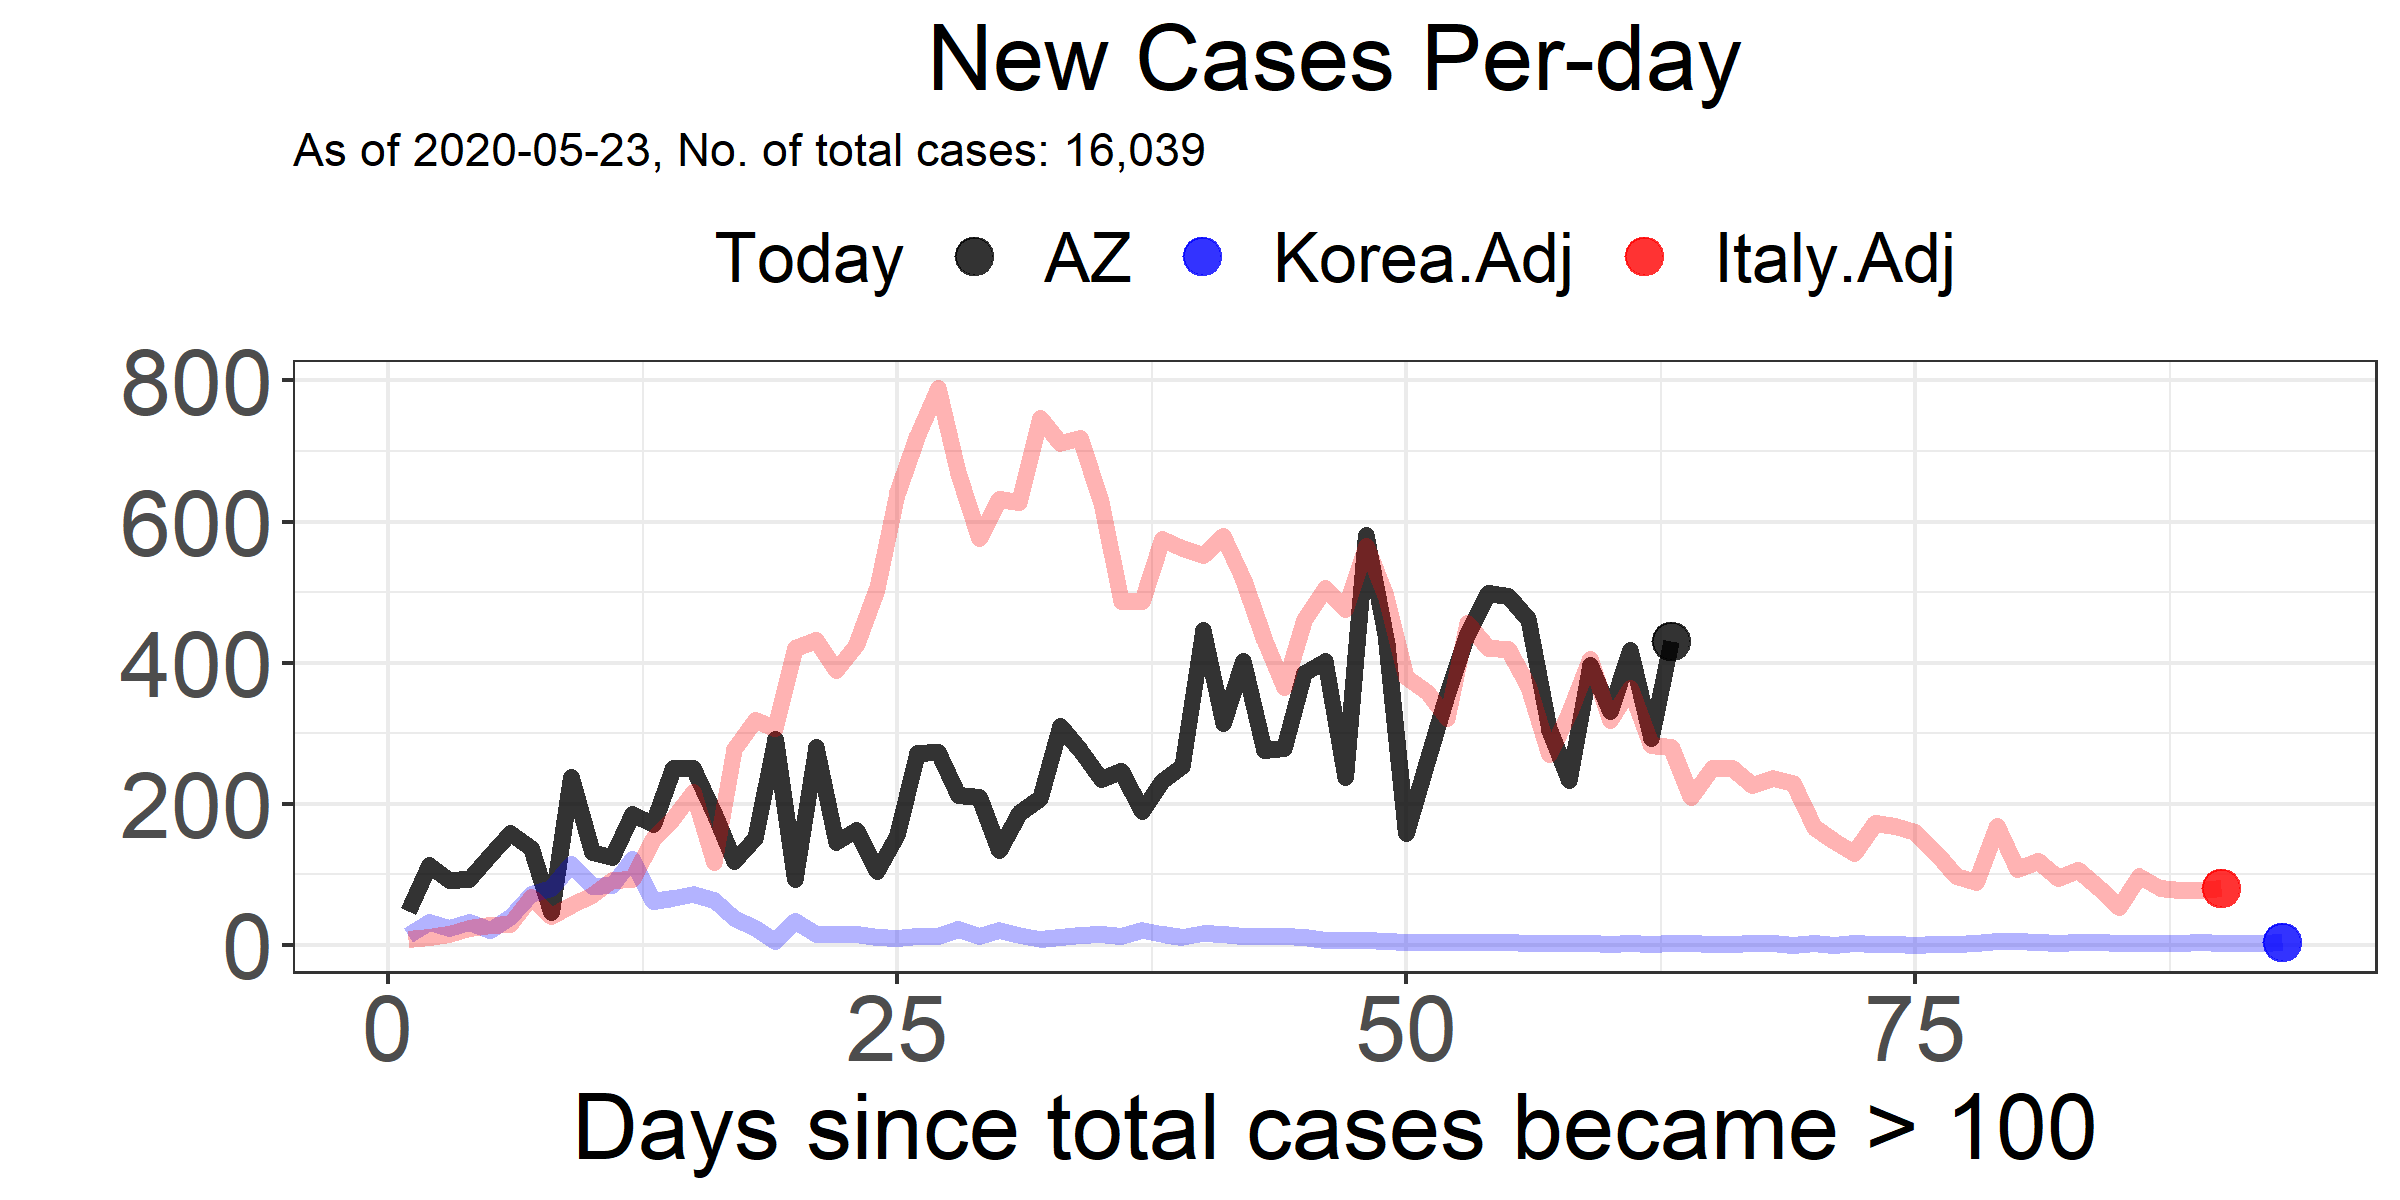 New Cases Per-day
As of 2020-05-23, No. of total cases: 16,039
Today AZ Korea.Adj Italy.Adj
800
600
400
200
0
0 25 50 75
Days since total cases became > 100